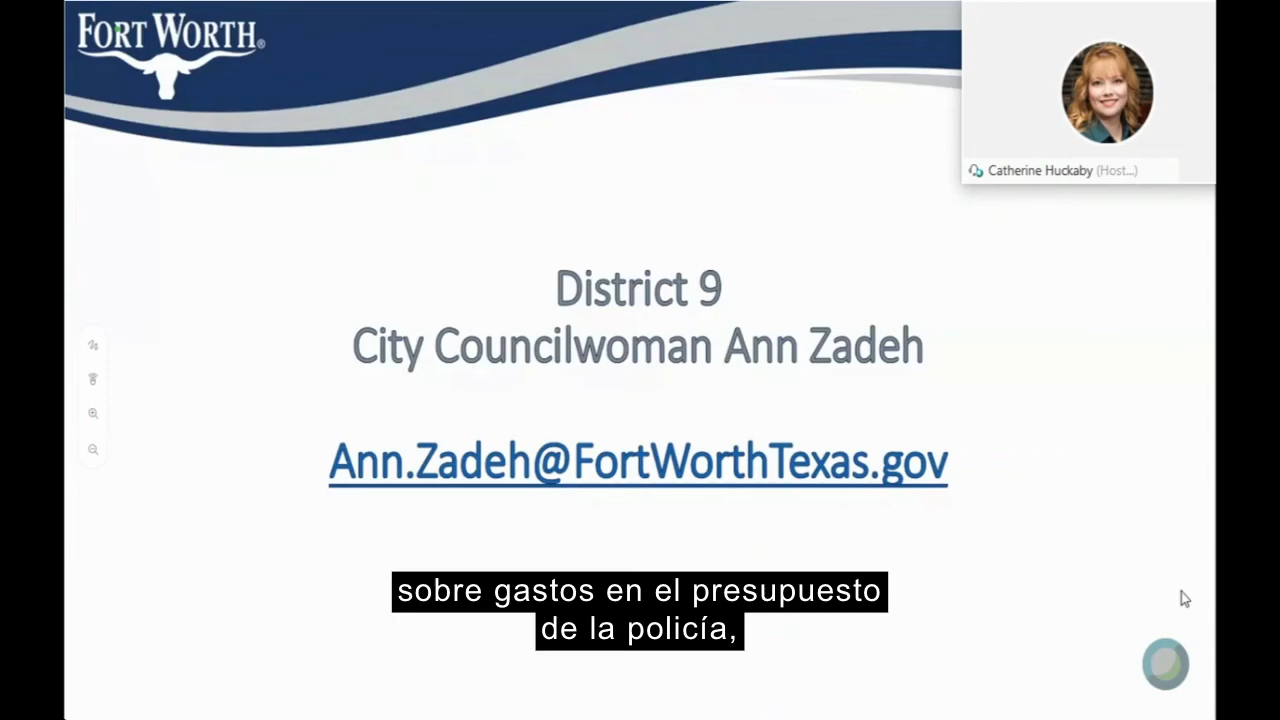 FORT WORTH®
Catherine Huckaby (Host...)
District 9
City Councilwoman Ann Zadeh
Ann.Zadeh@FortWorthTexas.gov
sobre gastos en el presupuesto
de la policía,